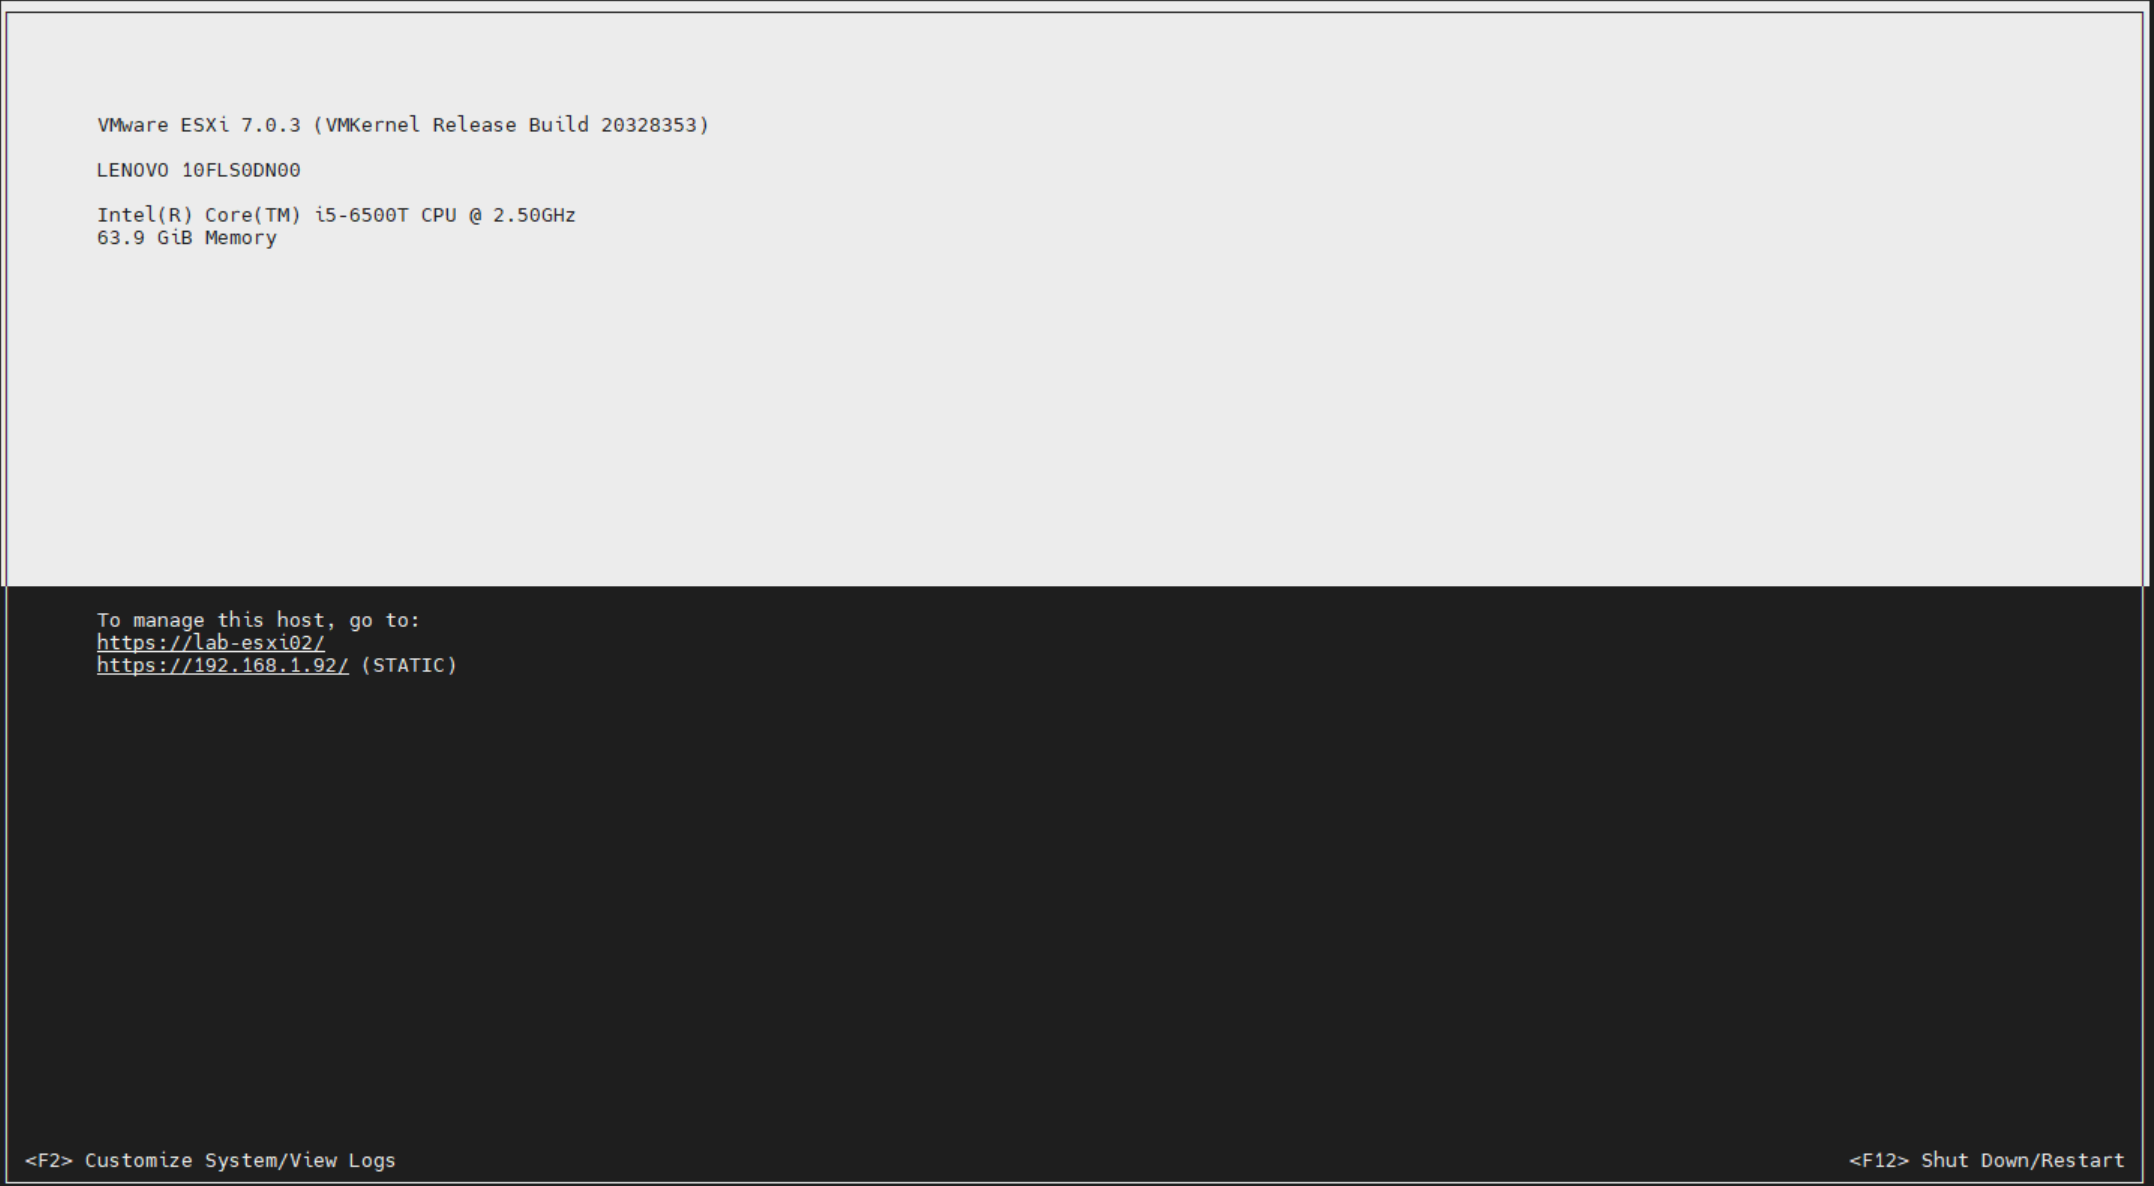 VMware ESXi 7.0.3 (VMKernel Release Build 20328353)
LENOVO 10FLS0DN00
Intel(R) Core(TM) i5-6500T CPU @ 2.50GHz
63.9 GiB Memory
To manage this host, go to:
https://lab-esxi02/
https://192.168.1.92/ (STATIC)
<F2> Customize System/View Logs
<F12> Shut Down/Restart